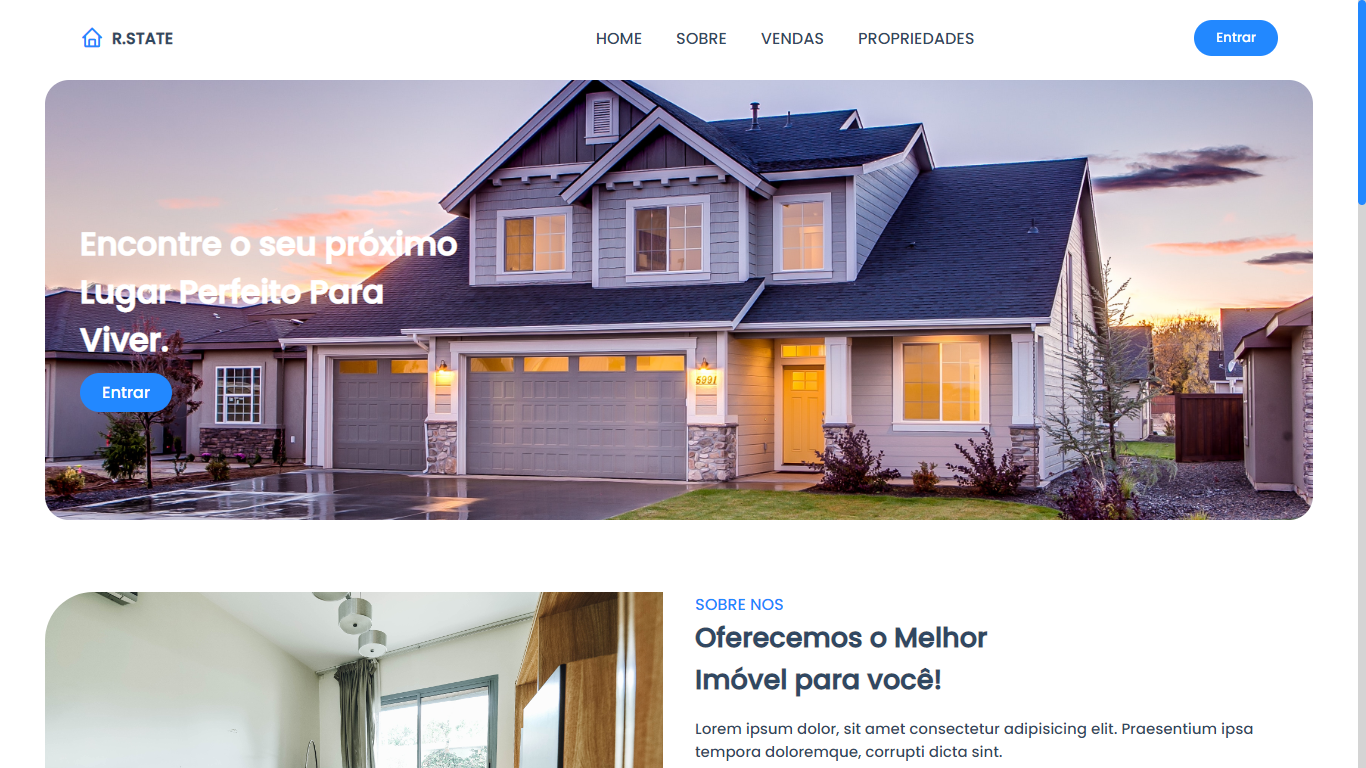 R.STATE
HOME SOBRE VENDAS PROPRIEDADES
Entrar
Encontre o seu próximo
Lugar Perfeito Para
Viver.
Entrar
5991
SOBRE NOS
Oferecemos o Melhor
Imóvel para você!
Lorem ipsum dolor, sit amet consectetur adipisicing elit. Praesentium ipsa
tempora doloremque, corrupti dicta sint.